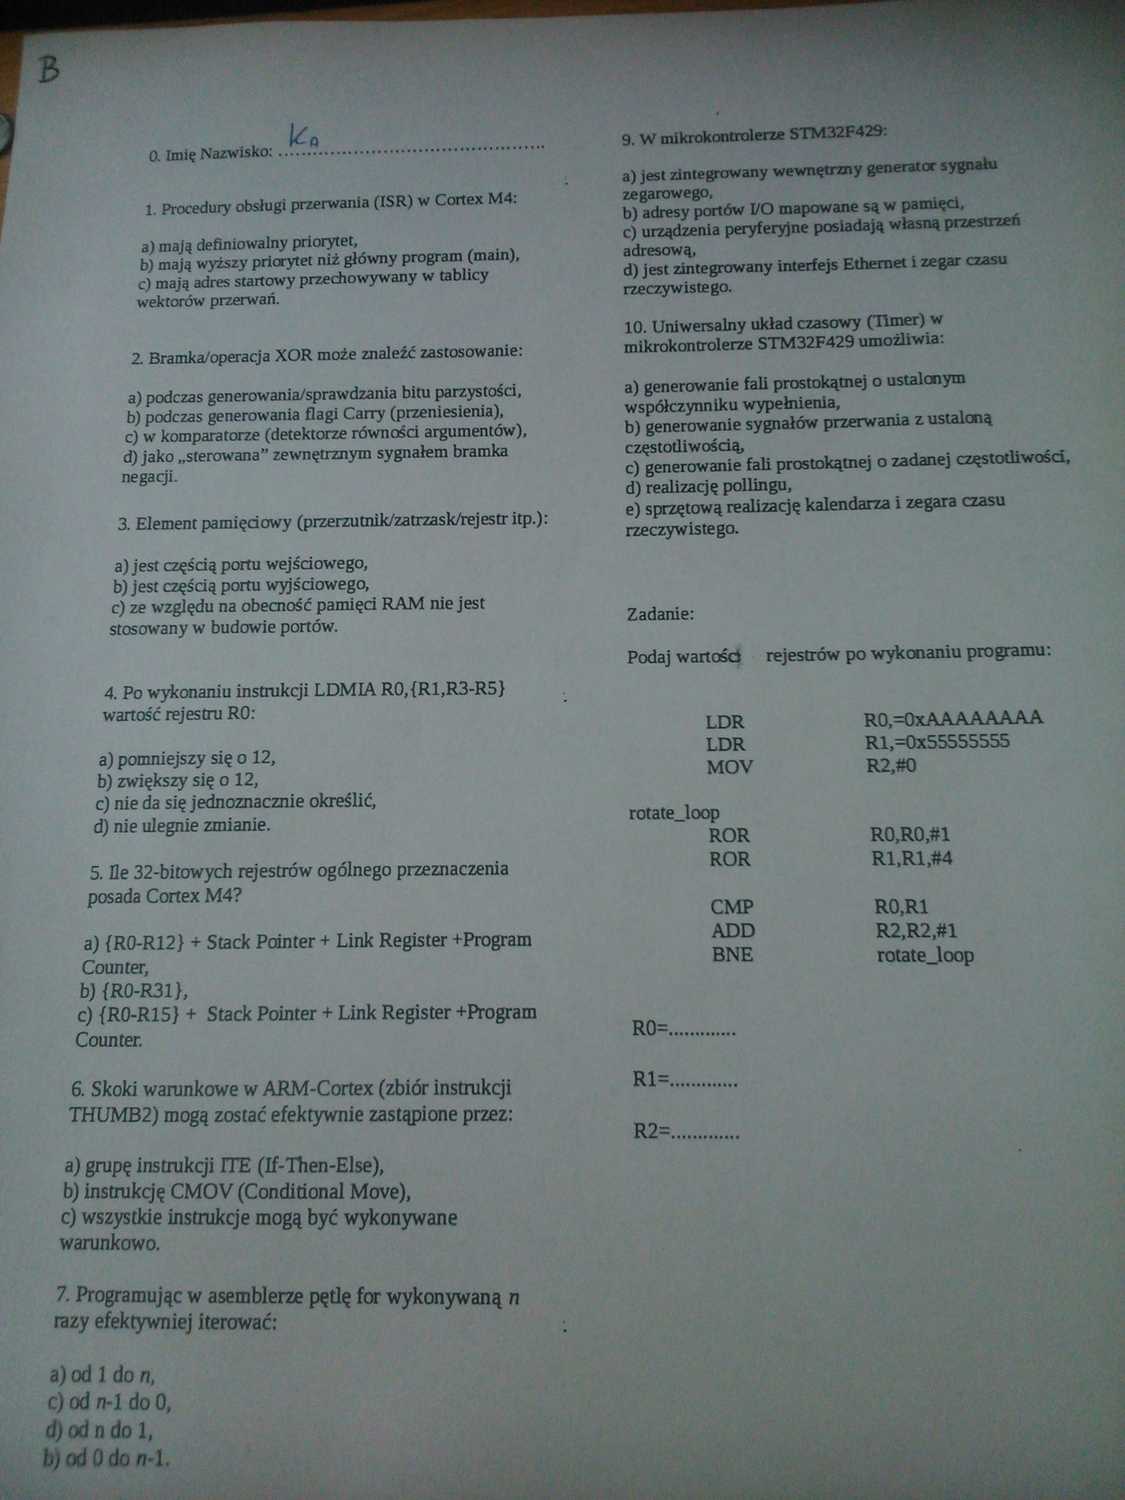 B
0. Imię Nazwisko: ............................................
Ka
1. Procedury obsługi przerwania (ISR) w Cortex M4:
a) mają definiowalny priorytet,
b) mają wyższy priorytet niż główny program (main),
c) mają adres startowy przechowywany w tablicy
wektorów przerwań.
2. Bramka/operacja XOR może znaleźć zastosowanie:
a) podczas generowania/sprawdzania bitu parzystości,
b) podczas generowania flagi Carry (przeniesienia),
c) w komparatorze (detektorze równości argumentów),
d) jako „sterowana” zewnętrznym sygnałem bramka
negacji.
3. Element pamięciowy (przerzutnik/zatrzask/rejestr itp.):
a) jest częścią portu wejściowego,
b) jest częścią portu wyjściowego,
c) ze względu na obecność pamięci RAM nie jest
stosowany w budowie portów.
4. Po wykonaniu instrukcji LDMIA R0,{R1,R3-R5}
wartość rejestru R0:
a) pomniejszy się o 12,
b) zwiększy się o 12,
c) nie da się jednoznacznie określić,
d) nie ulegnie zmianie.
5. Ile 32-bitowych rejestrów ogólnego przeznaczenia
posada Cortex M4?
a) {R0-R12} + Stack Pointer + Link Register +Program
Counter,
b) {R0-R31},
c) {R0-R15} + Stack Pointer + Link Register +Program
Counter.
6. Skoki warunkowe w ARM-Cortex (zbiór instrukcji
THUMB2) mogą zostać efektywnie zastąpione przez:
a) grupę instrukcji ITE (If-Then-Else),
b) instrukcję CMOV (Conditional Move),
c) wszystkie instrukcje mogą być wykonywane
warunkowo.
7. Programując w asemblerze pętlę for wykonywaną n
razy efektywniej iterować:
a) od 1 do n,
c) od n-1 do 0,
d) od n do 1,
b) od 0 do n-1.
9. W mikrokontrolerze STM32F429:
a) jest zintegrowany wewnętrzny generator sygnału
zegarowego,
b) adresy portów I/O mapowane są w pamięci,
c) urządzenia peryferyjne posiadają własną przestrzeń
adresową,
d) jest zintegrowany interfejs Ethernet i zegar czasu
rzeczywistego.
10. Uniwersalny układ czasowy (Timer) w
mikrokontrolerze STM32F429 umożliwia:
a) generowanie fali prostokątnej o ustalonym
współczynniku wypełnienia,
b) generowanie sygnałów przerwania z ustaloną
częstotliwością,
c) generowanie fali prostokątnej o zadanej częstotliwości,
d) realizację pollingu,
e) sprzętową realizację kalendarza i zegara czasu
rzeczywistego.
Zadanie:
Podaj wartości rejestrów po wykonaniu programu:
LDR R0,=0xAAAAAAAA
LDR R1,=0x55555555
MOV R2,#0
rotate_loop
ROR R0,R0,#1
ROR R1,R1,#4
CMP R0,R1
ADD R2,R2,#1
BNE rotate_loop
R0=.............
R1=.............
R2=.............